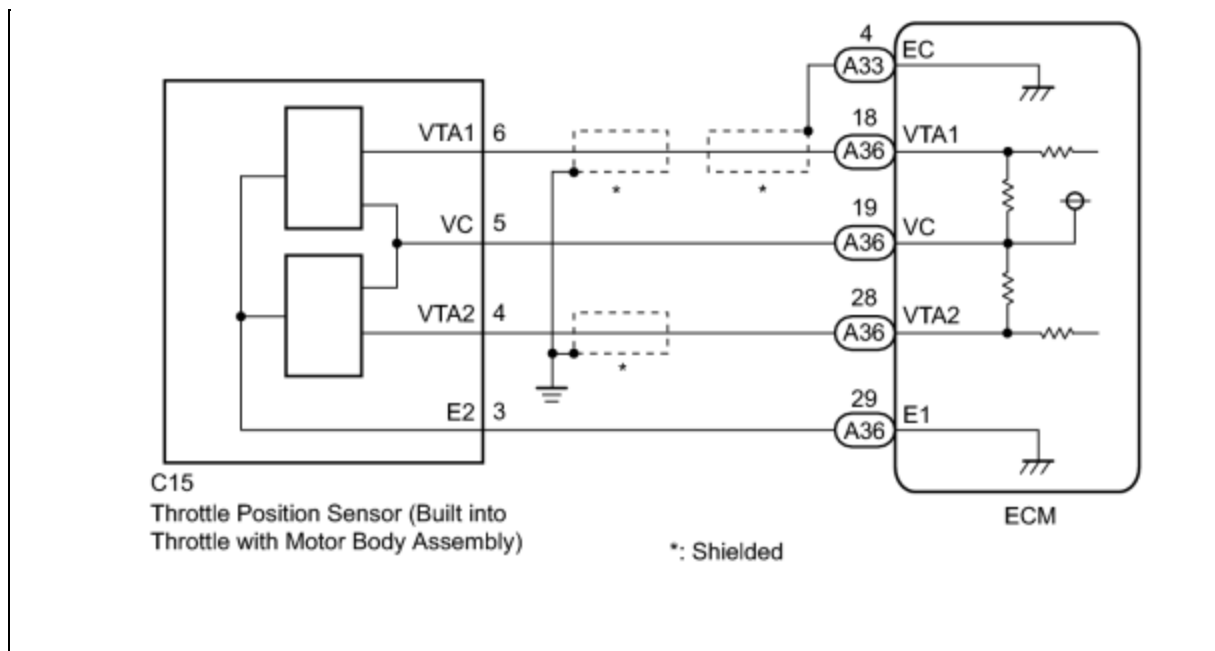 4
A33 EC
18
VTA1 6 A36 VTA1
* *
19
VC 5 A36 VC
28
VTA2 4 A36 VTA2
*
29
E2 3 A36 E1
C15
Throttle Position Sensor (Built into
Throttle with Motor Body Assembly)
ECM
*: Shielded